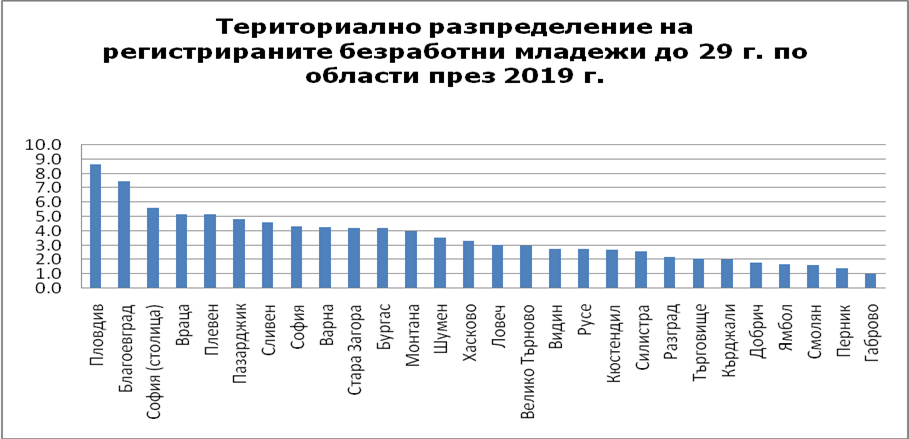 Териториално разпределение на
регистрираните безработни младежи до 29 г. по
области през 2019 г.
10.0
9.0
8.0
7.0
6.0
5.0
4.0
3.0
2.0
1.0
0.0
Пловдив
Благоевград
София (столица)
Враца
Плевен
Пазарджик
Сливен
София
Варна
Стара Загора
Бургас
Монтана
Шумен
Хасково
Ловеч
Велико Търново
Видин
Русе
Кюстендил
Силистра
Разград
Търговище
Кърджали
Добрич
Ямбол
Смолян
Перник
Габрово